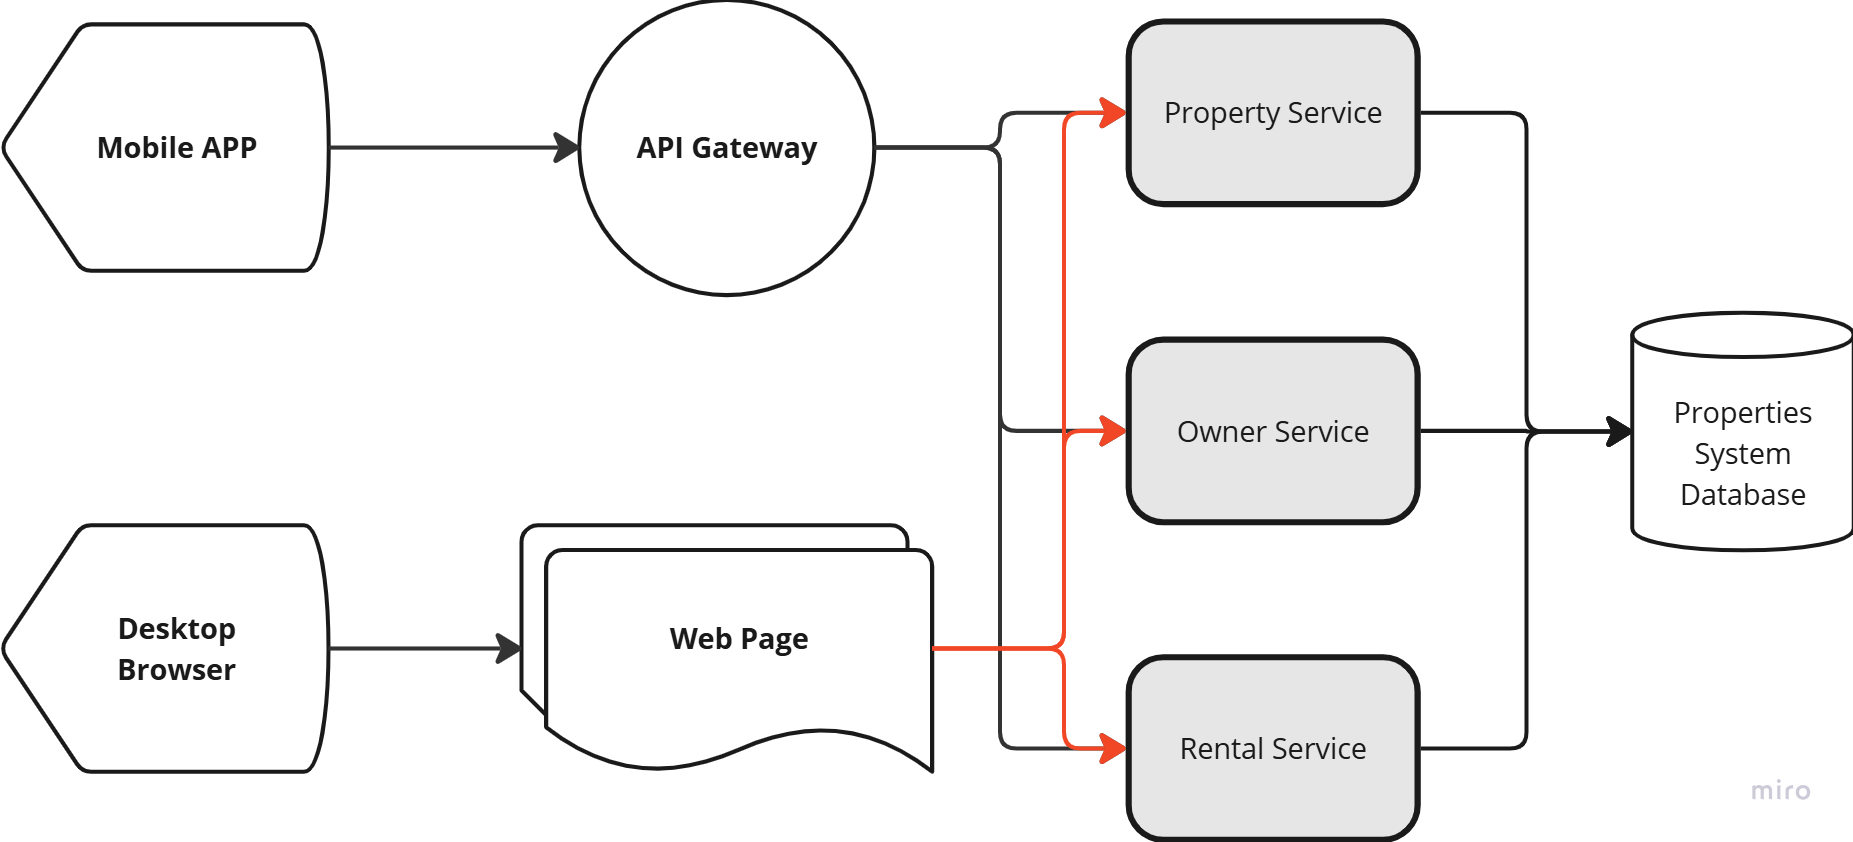 Mobile APP
API Gateway
Property Service
Owner Service
Properties
System
Database
Desktop
Browser
Web Page
Rental Service
miro